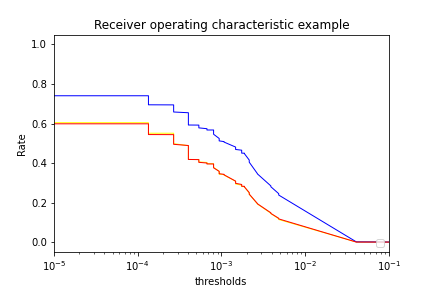 Receiver operating characteristic example
1.0
0.8
0.6
0.4
0.2
0.0
Rate
10⁻⁵ 10⁻⁴ 10⁻³ 10⁻² 10⁻¹
thresholds